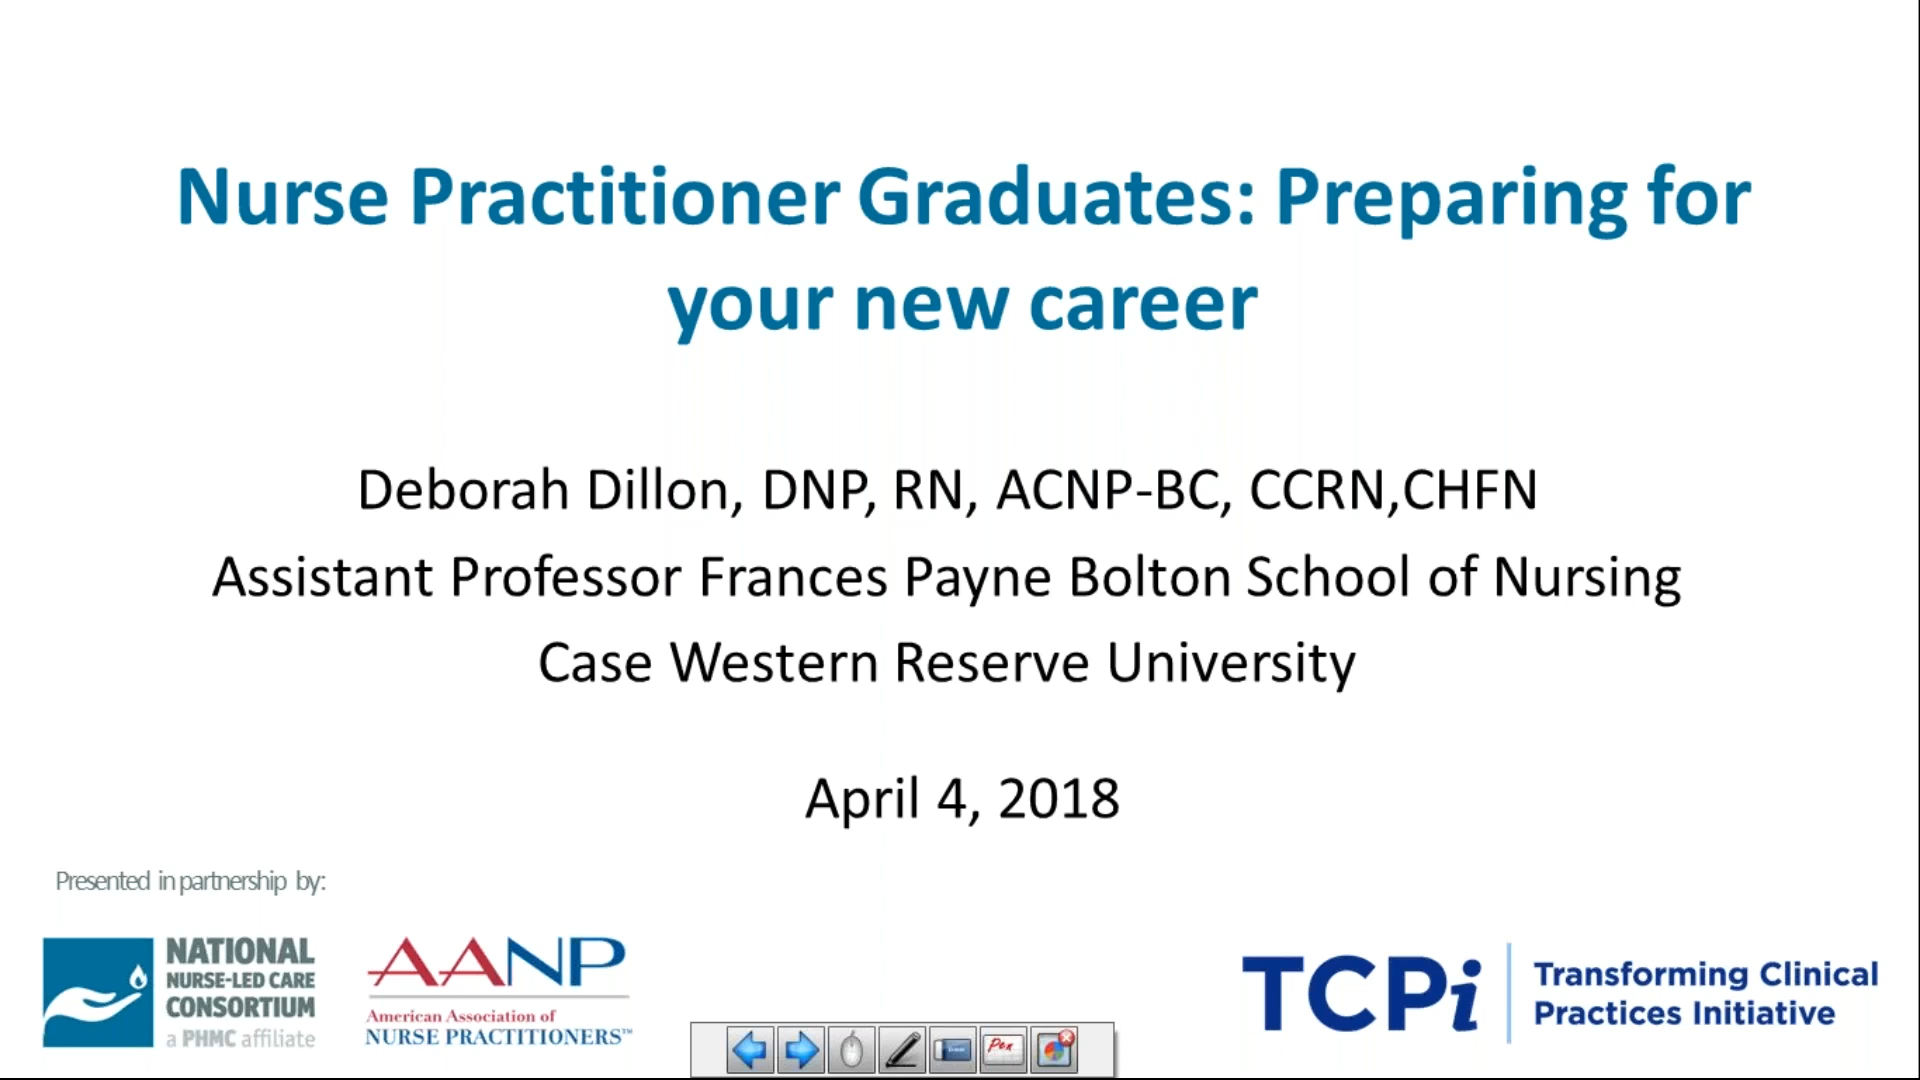 Nurse Practitioner Graduates: Preparing for
your new career
Deborah Dillon, DNP, RN, ACNP-BC, CCRN,CHFN
Assistant Professor Frances Payne Bolton School of Nursing
Case Western Reserve University
April 4, 2018
Presented in partnership by:
NATIONAL
NURSE-LED CARE
CONSORTIUM
a PHMC affiliate
AANP
American Association of
NURSE PRACTITIONERS™
TCPi
Transforming Clinical
Practices Initiative
Pen